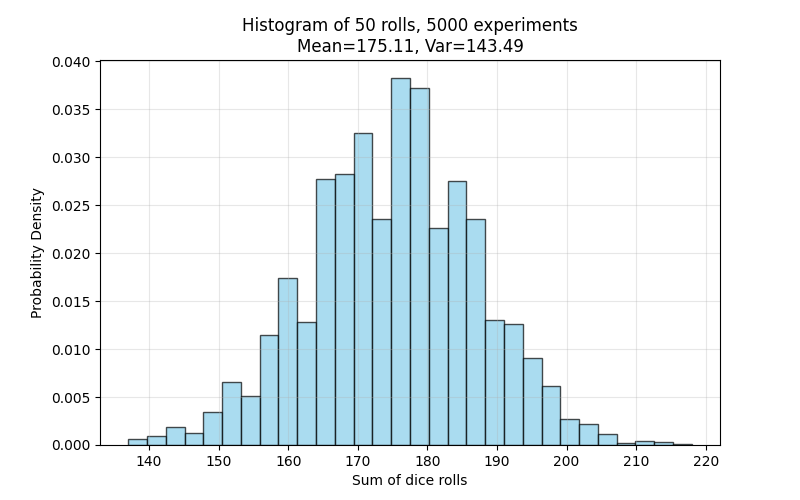 Histogram of 50 rolls, 5000 experiments
Mean=175.11, Var=143.49
Probability Density
0.040
0.035
0.030
0.025
0.020
0.015
0.010
0.005
0.000
140 150 160 170 180 190 200 210 220
Sum of dice rolls